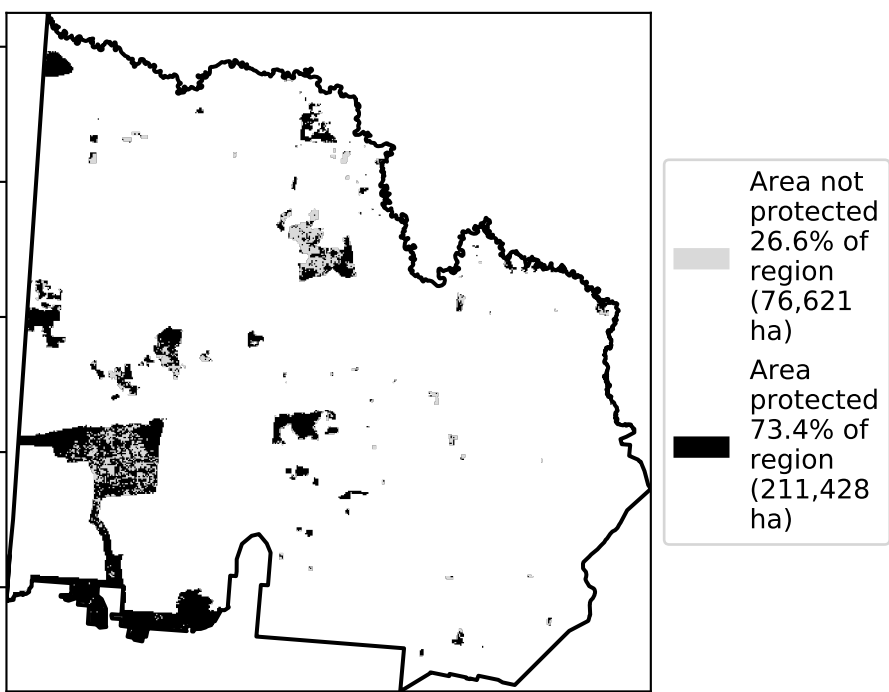 Area not
protected
26.6% of
region
(76,621
ha)
Area
protected
73.4% of
region
(211,428
ha)